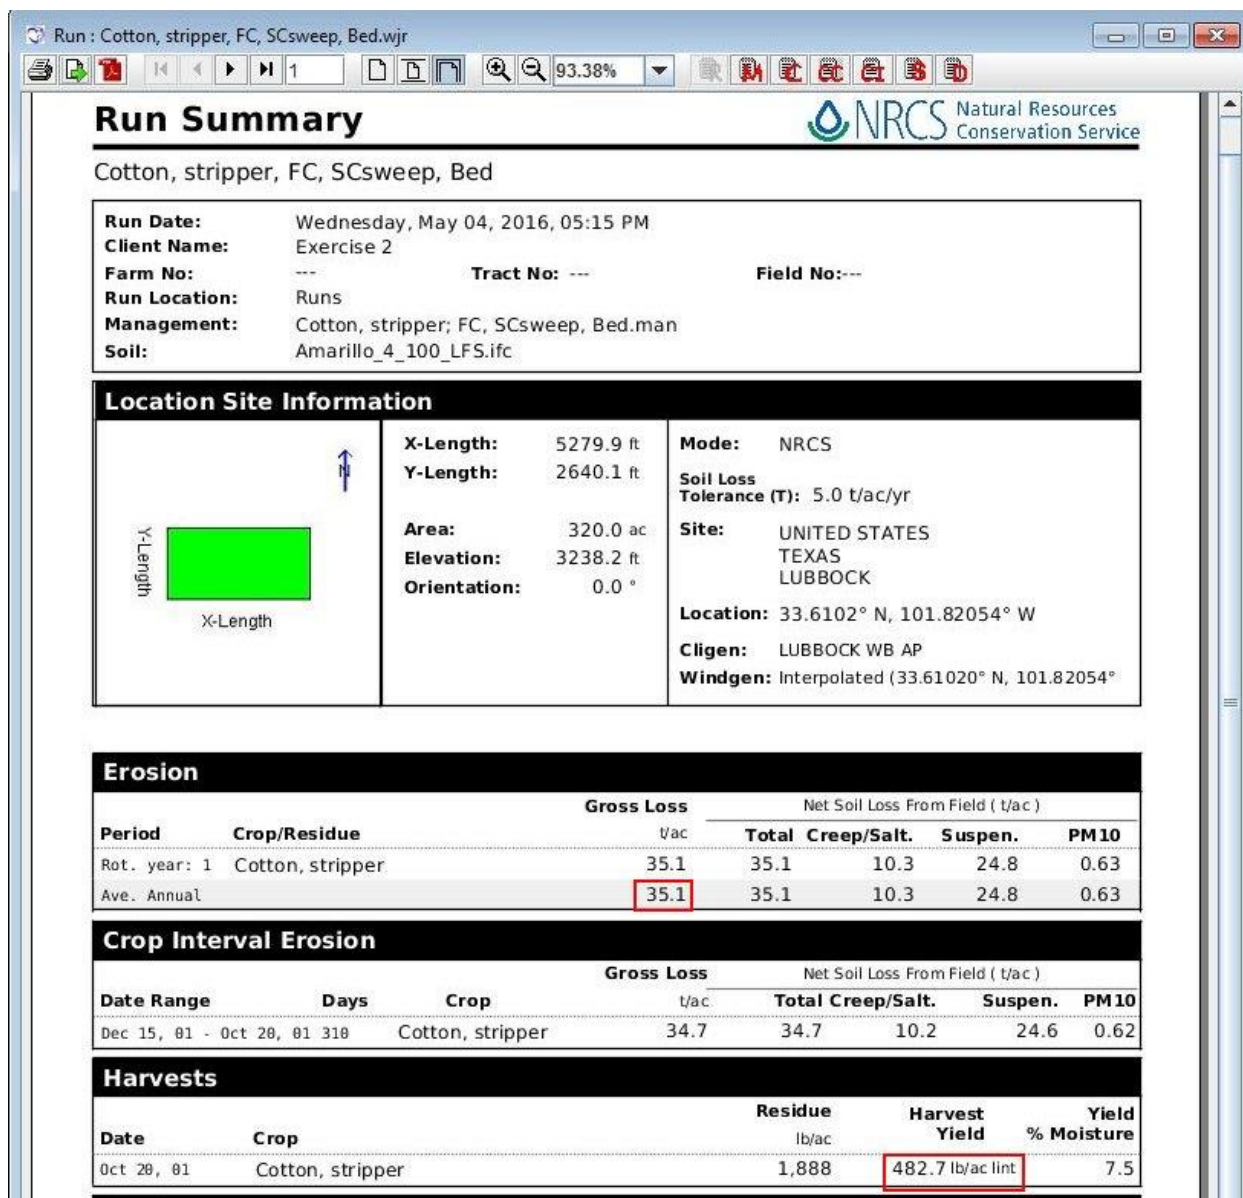 Run : Cotton, stripper, FC, SCsweep, Bed.wjr
1 93.38%
Run Summary
NRCS Natural Resources
Conservation Service
Cotton, stripper, FC, SCsweep, Bed
Run Date: Wednesday, May 04, 2016, 05:15 PM
Client Name: Exercise 2
Farm No: --- Tract No: --- Field No:---
Run Location: Runs
Management: Cotton, stripper; FC, SCsweep, Bed.man
Soil: Amarillo_4_100_LFS.ifc
Location Site Information
N
Y-Length
X-Length
X-Length: 5279.9 ft
Y-Length: 2640.1 ft
Area: 320.0 ac
Elevation: 3238.2 ft
Orientation: 0.0 °
Mode: NRCS
Soil Loss
Tolerance (T): 5.0 t/ac/yr
Site: UNITED STATES
TEXAS
LUBBOCK
Location: 33.6102° N, 101.82054° W
Cligen: LUBBOCK WB AP
Windgen: Interpolated (33.61020° N, 101.82054°
Erosion
Gross Loss Net Soil Loss From Field ( t/ac )
Period Crop/Residue t/ac Total Creep/Salt. Suspen. PM10
Rot. year: 1 Cotton, stripper 35.1 35.1 10.3 24.8 0.63
Ave. Annual 35.1 35.1 10.3 24.8 0.63
Crop Interval Erosion
Gross Loss Net Soil Loss From Field ( t/ac )
Date Range Days Crop t/ac Total Creep/Salt. Suspen. PM10
Dec 15, 01 - Oct 20, 01 310 Cotton, stripper 34.7 34.7 10.2 24.6 0.62
Harvests
Residue Harvest Yield
Date Crop lb/ac Yield % Moisture
Oct 20, 01 Cotton, stripper 1,888 482.7 lb/ac lint 7.5